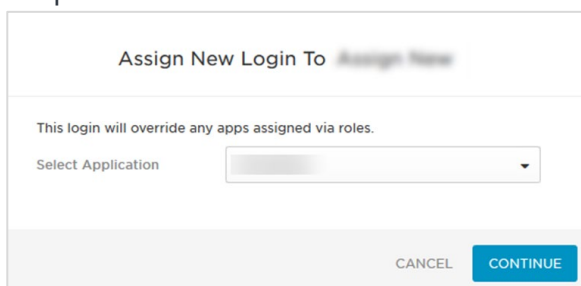 Assign New Login To
This login will override any apps assigned via roles.
Select Application
CANCEL CONTINUE